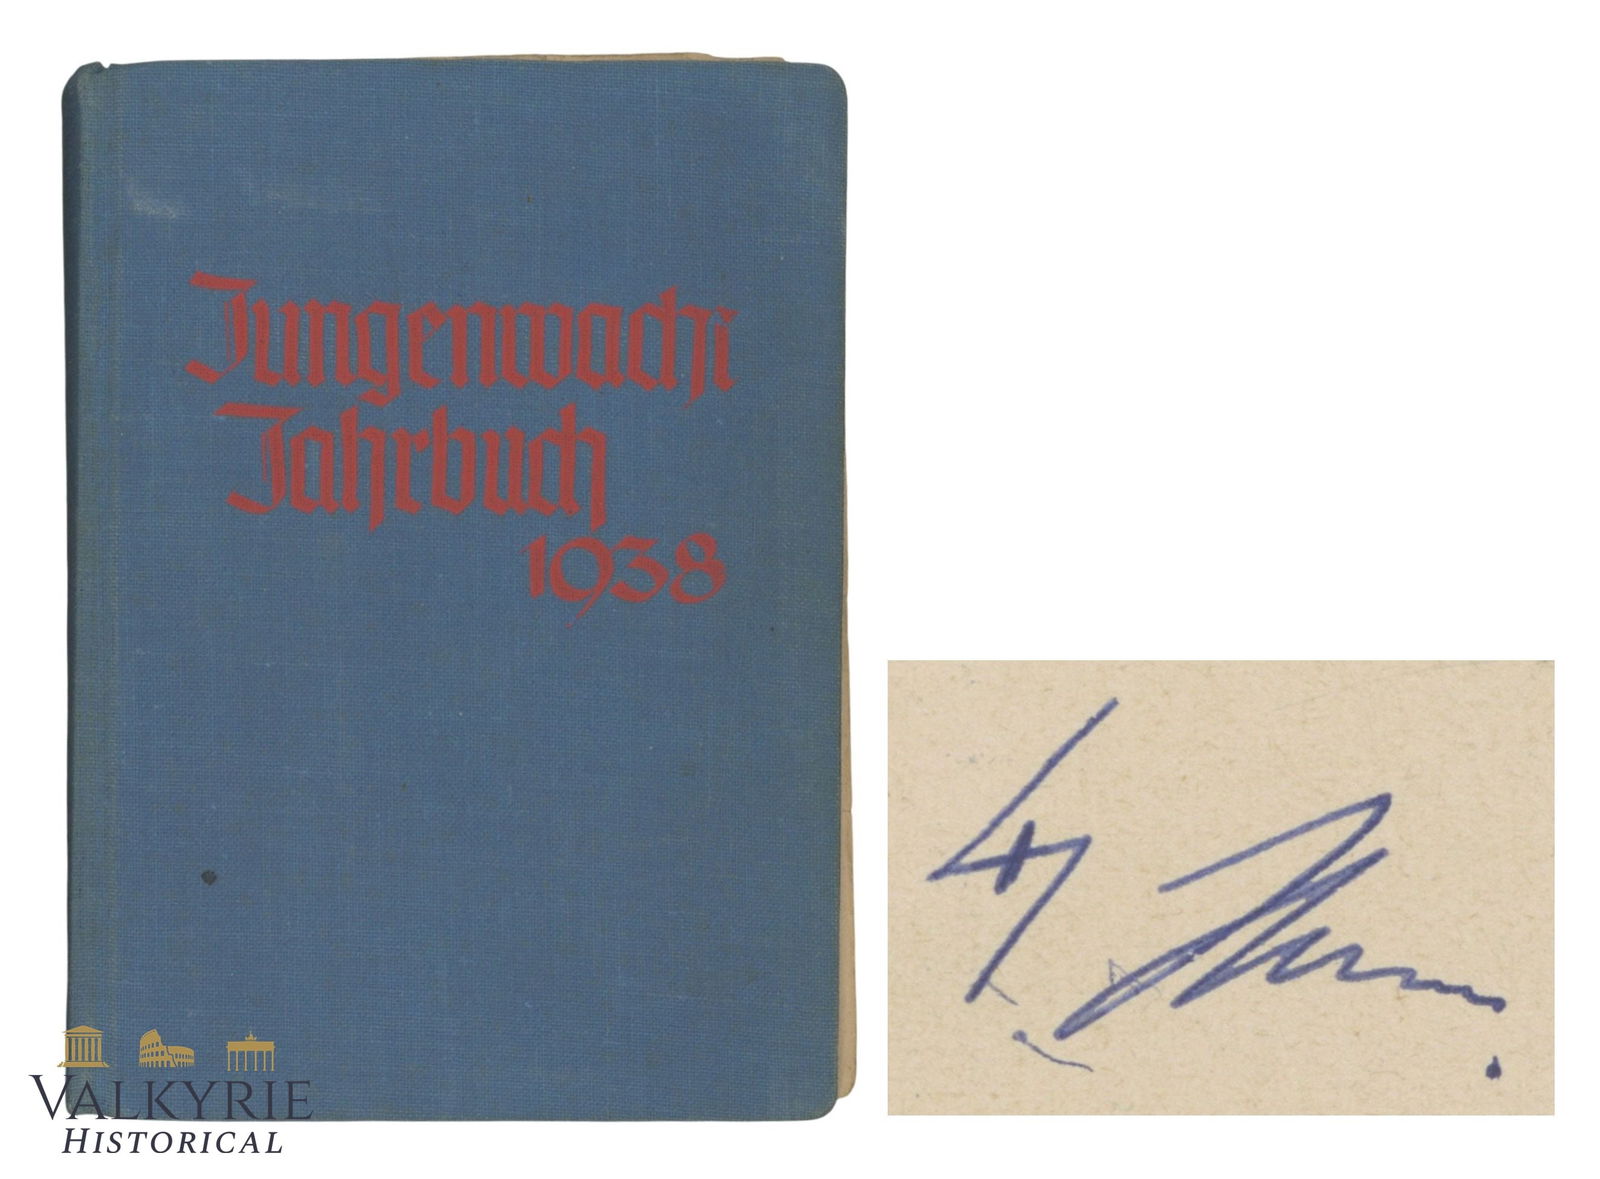 Jungenwacht
Jahrbuch
1938
VALKYRIE
HISTORICAL